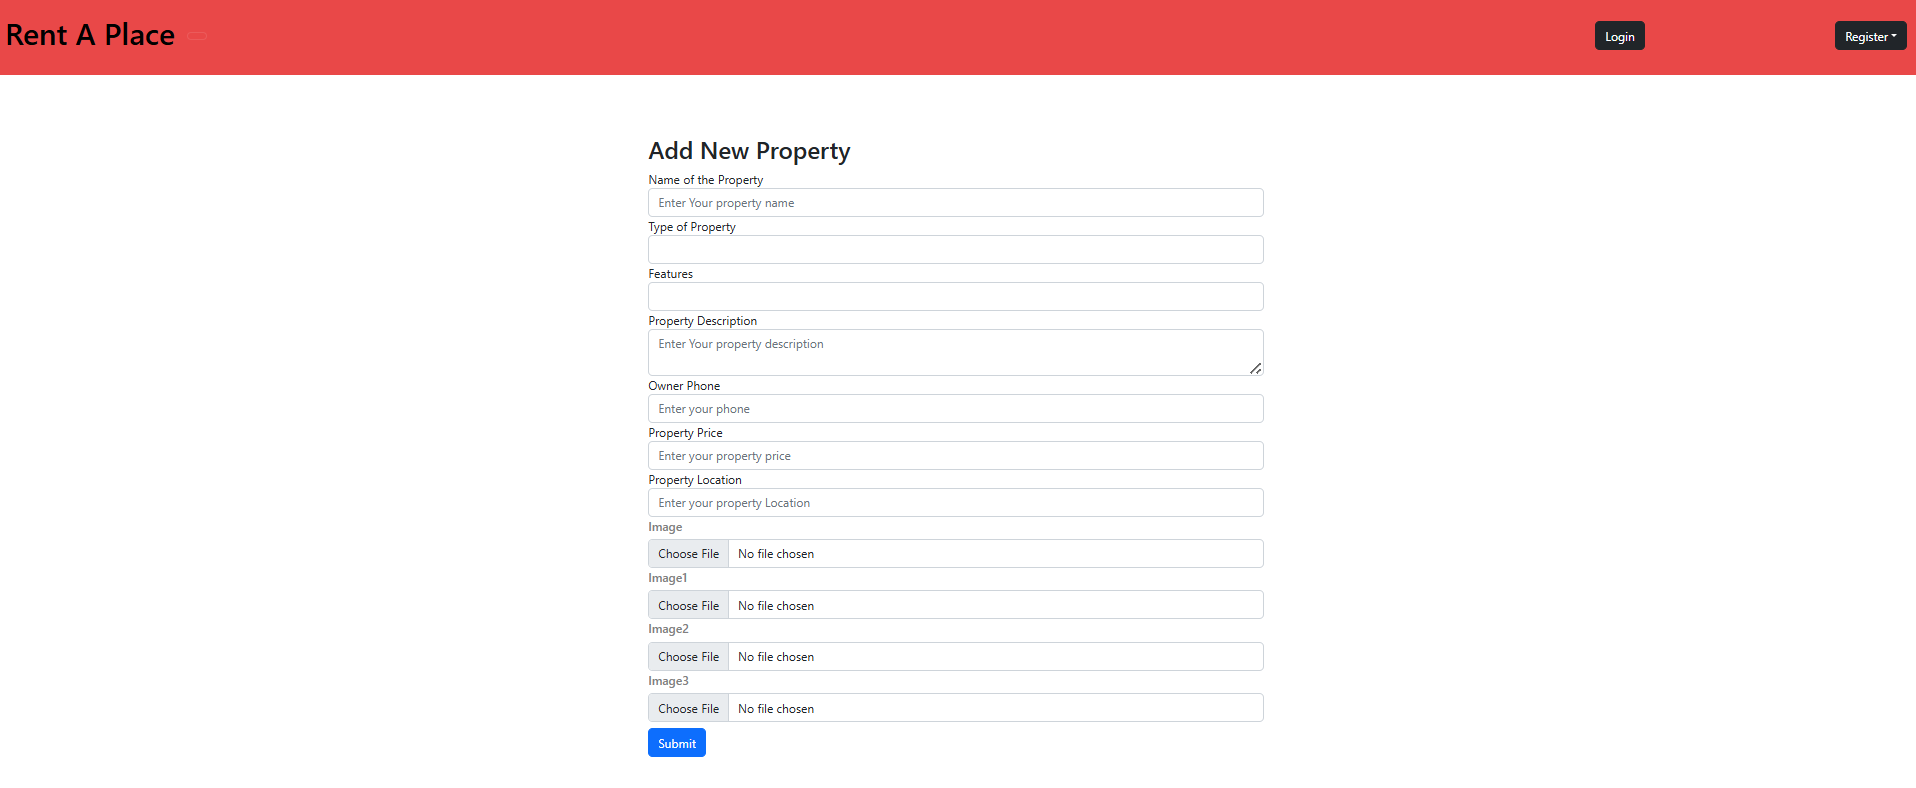 Rent A Place
Login
Register
Add New Property
Name of the Property
Enter Your property name
Type of Property
Features
Property Description
Enter Your property description
Owner Phone
Enter your phone
Property Price
Enter your property price
Property Location
Enter your property Location
Image
Choose File No file chosen
Image1
Choose File No file chosen
Image2
Choose File No file chosen
Image3
Choose File No file chosen
Submit